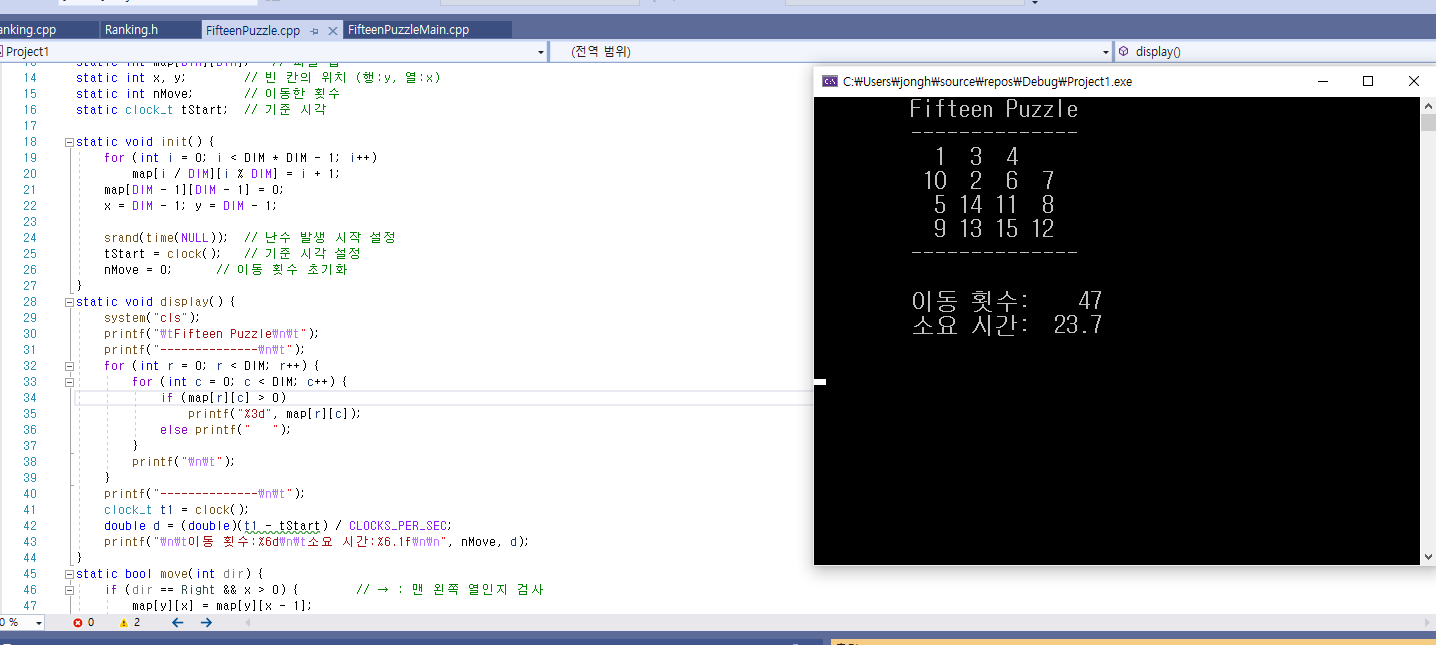 anking.cpp
Ranking.h
FifteenPuzzle.cpp
FifteenPuzzleMain.cpp
Project1
(전역 범위)
display()
14 static int x, y; // 빈 칸의 위치 (행:y, 열:x)
15 static int nMove; // 이동한 횟수
16 static clock_t tStart; // 기준 시각
17
18 static void init() {
19 for (int i = 0; i < DIM * DIM - 1; i++)
20 map[i / DIM][i % DIM] = i + 1;
21 map[DIM - 1][DIM - 1] = 0;
22 x = DIM - 1; y = DIM - 1;
23
24 srand(time(NULL)); // 난수 발생 시작 설정
25 tStart = clock(); // 기준 시각 설정
26 nMove = 0; // 이동 횟수 초기화
27 }
28 static void display() {
29 system("cls");
30 printf("₩tFifteen Puzzle₩n₩t");
31 printf("--------------₩n₩t");
32 for (int r = 0; r < DIM; r++) {
33 for (int c = 0; c < DIM; c++) {
34 if (map[r][c] > 0)
35 printf("%3d", map[r][c]);
36 else printf("   ");
37 }
38 printf("₩n₩t");
39 }
40 printf("--------------₩n₩t");
41 clock_t t1 = clock();
42 double d = (double)(t1 - tStart) / CLOCKS_PER_SEC;
43 printf("₩n₩t이동 횟수:%6d₩n₩t소요 시간:%6.1f₩n₩n", nMove, d);
44 }
45 static bool move(int dir) {
46 if (dir == Right && x > 0) { // → : 맨 왼쪽 열인지 검사
47 map[y][x] = map[y][x - 1];
0 %
0
2
C:₩Users₩jongh₩source₩repos₩Debug₩Project1.exe
Fifteen Puzzle
--------------
1 3 4
10 2 6 7
5 14 11 8
9 13 15 12
--------------
이동 횟수: 47
소요 시간: 23.7